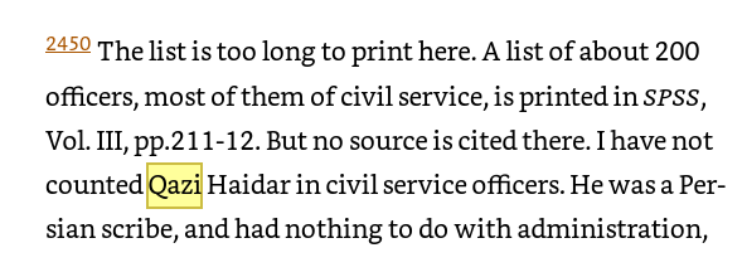 2450 The list is too long to print here. A list of about 200
officers, most of them of civil service, is printed in SPSS,
Vol. III, pp.211-12. But no source is cited there. I have not
counted Qazi Haidar in civil service officers. He was a Per-
sian scribe, and had nothing to do with administration,